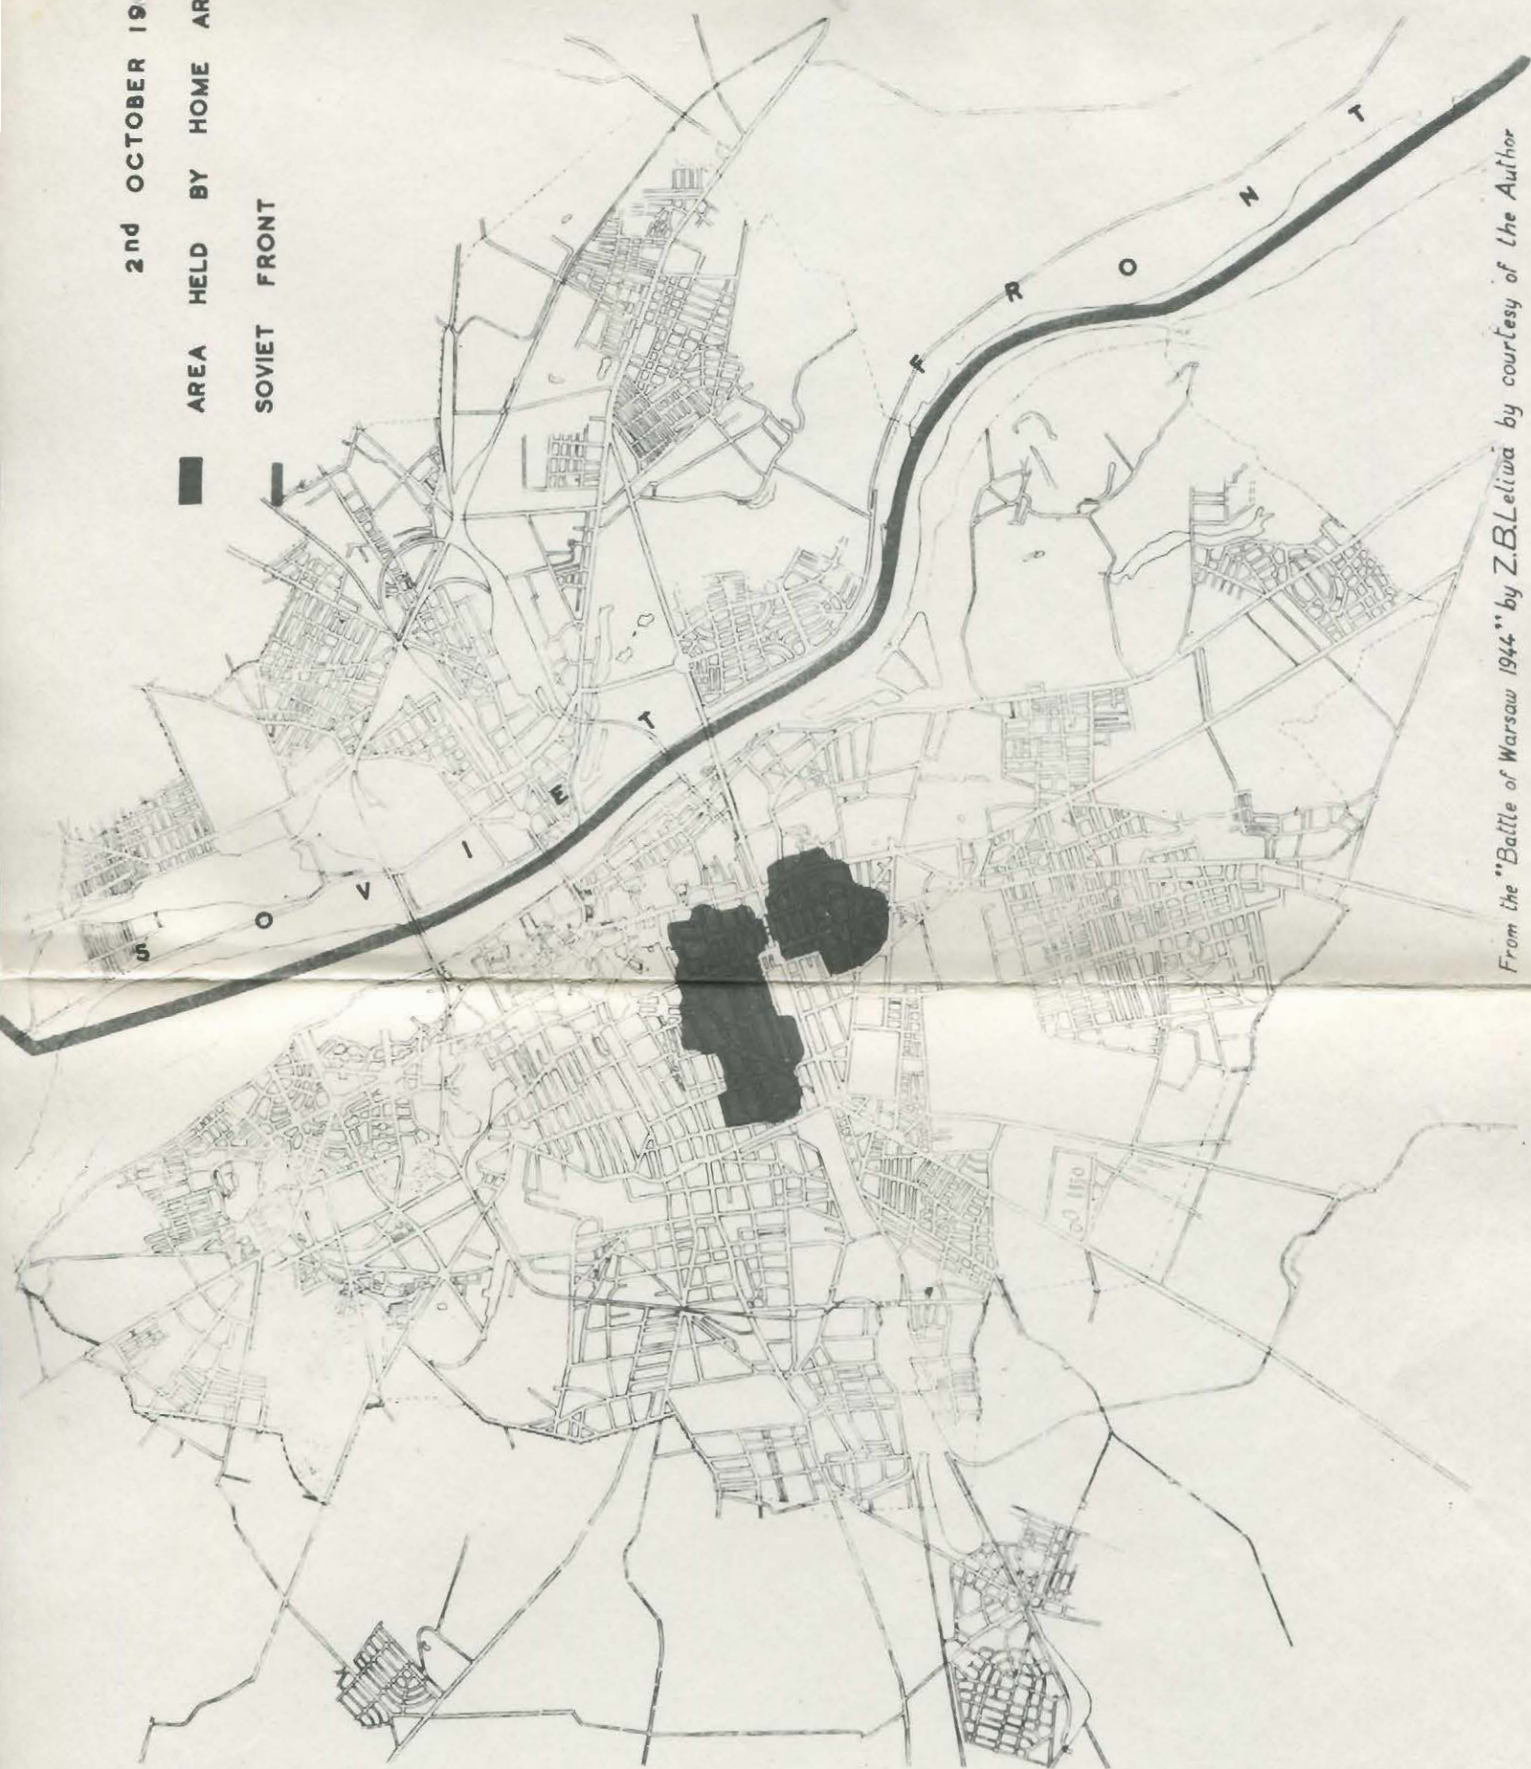 2nd OCTOBER 19
AREA HELD BY HOME AR
SOVIET FRONT
SOVIET FRONT
From the "Battle of Warsaw 1944" by Z.B.Leliwa by courtesy of the Author